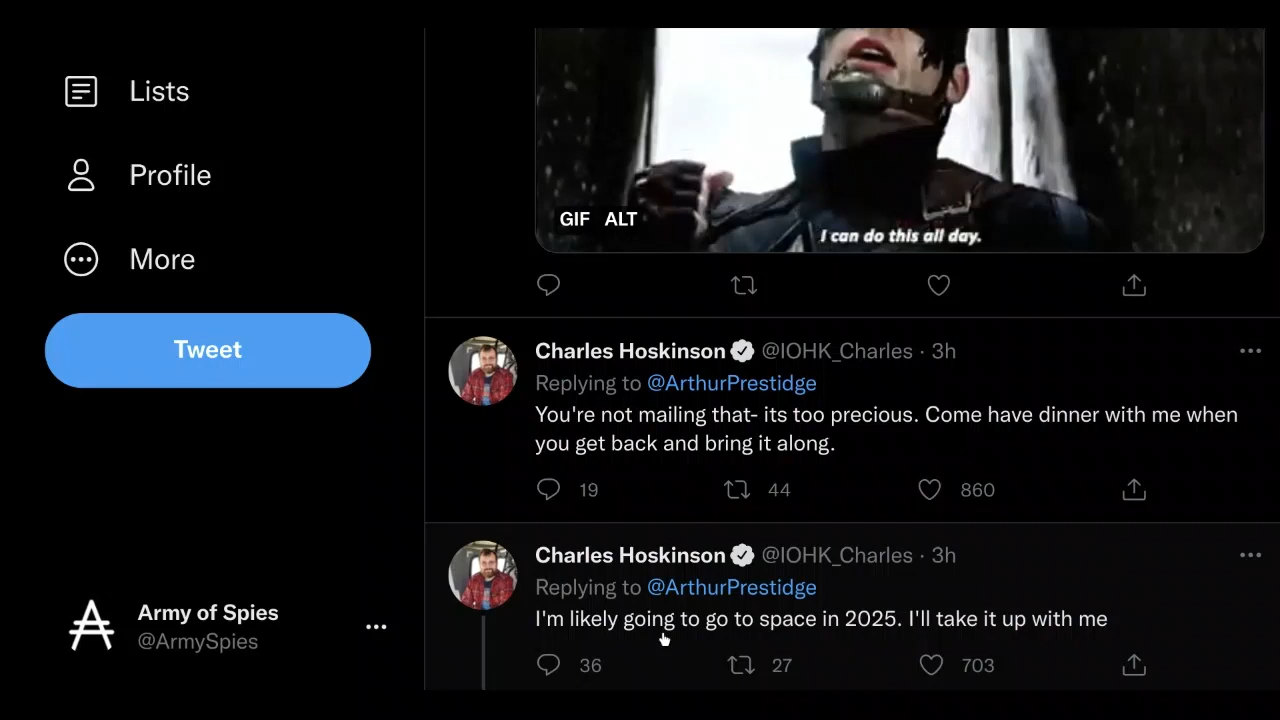 Lists
Profile
More
Tweet
Army of Spies
@ArmySpies
GIF ALT
I can do this all day.
Charles Hoskinson @IOHK_Charles · 3h
Replying to @ArthurPrestidge
You're not mailing that- its too precious. Come have dinner with me when
you get back and bring it along.
19 44 860
Charles Hoskinson @IOHK_Charles · 3h
Replying to @ArthurPrestidge
I'm likely going to go to space in 2025. I'll take it up with me
36 27 703